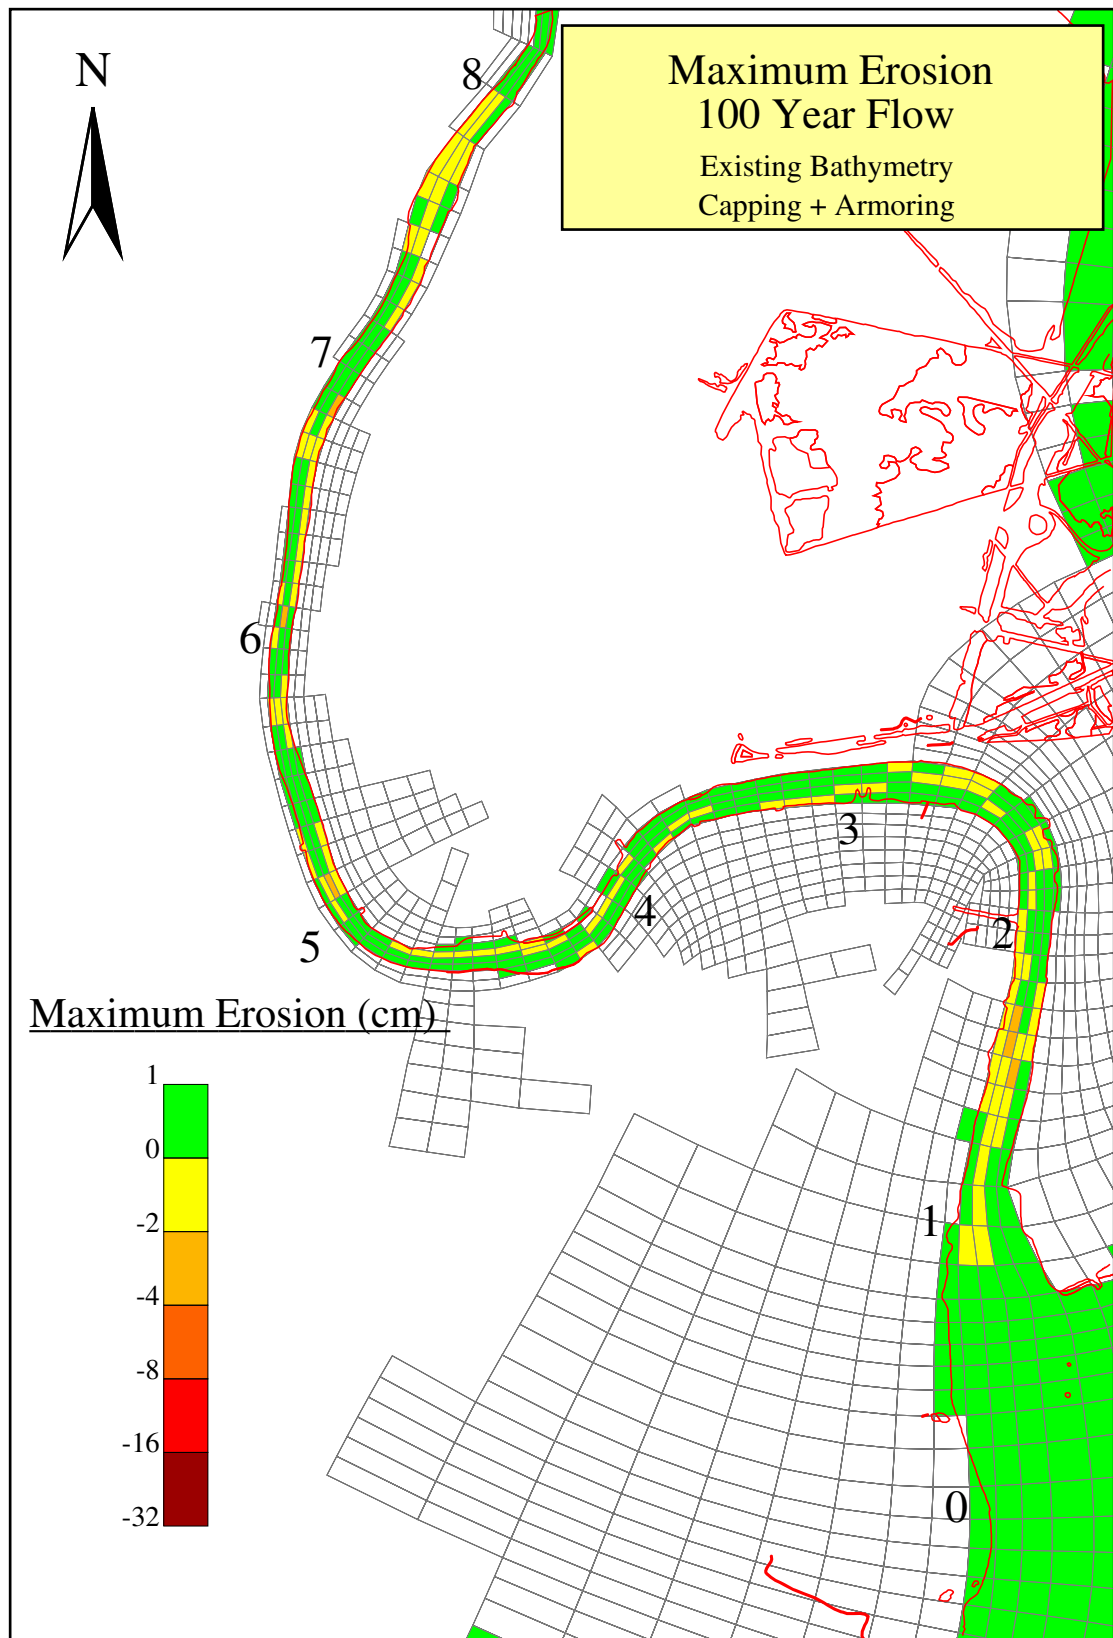 N
8
Maximum Erosion
100 Year Flow
Existing Bathymetry
Capping + Armoring
7
6
3
4
2
5
Maximum Erosion (cm)
1
0
-2
-4
-8
-16
-32
1
0